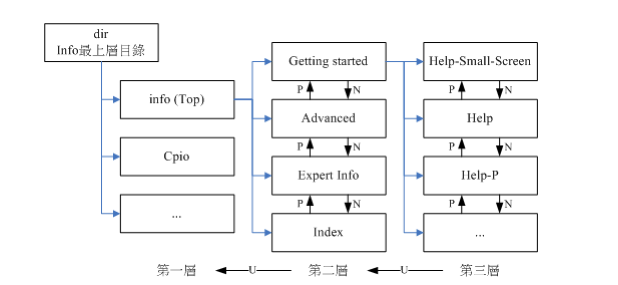 dir
Info最上層目錄
info (Top)
Cpio
...
Getting started
P
N
Advanced
P
N
Expert Info
P
N
Index
Help-Small-Screen
P
N
Help
P
N
Help-P
P
N
...
第一層
U
第二層
U
第三層